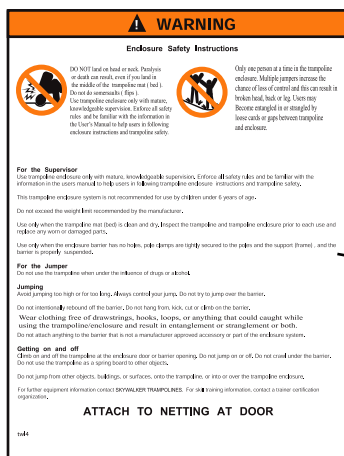 WARNING
Enclosure Safety Instructions
DO NOT land on head or neck. Paralysis
or death can result, even if you land in
the middle of the trampoline mat ( bed ).
Do not do somersaults ( flips ).
Use trampoline enclosure only with mature,
knowledgeable supervision. Enforce all safety
rules and be familiar with the information in
the User's Manual to help users in following
enclosure instructions and trampoline safety.
Only one person at a time in the trampoline
enclosure. Multiple jumpers increase the
chance of loss of control and this can result in
broken head, back or leg. Users may
Become entangled in or strangled by
loose cards or gaps between trampoline
and enclosure.
For the Supervisor
Use trampoline enclosure only with mature, knowledgeable supervision. Enforce all safety rules and be familiar with the
information in the users manual to help users in following trampoline enclosure instructions and trampoline safety.
This trampoline enclosure system is not recommended for use by children under 6 years of age.
Do not exceed the weight limit recommended by the manufacturer.
Use only when the trampoline mat (bed) is clean and dry. Inspect the trampoline and trampoline enclosure prior to each use and
replace any worn or damaged parts.
Use only when the enclosure barrier has no holes, pole clamps are tightly secured to the poles and the support (frame) , and the
barrier is properly suspended.
For the Jumper
Do not use the trampoline when under the influence of drugs or alcohol.
Jumping
Avoid jumping too high or for too long. Always control your jump. Do not try to jump over the barrier.
Do not intentionally rebound off the barrier. Do not hang from, kick, cut or climb on the barrier.
Wear clothing free of drawstrings, hooks, loops, or anything that could caught while
using the trampoline/enclosure and result in entanglement or stranglement or both.
Do not attach anything to the barrier that is not a manufacturer approved accessory or part of the enclosure system.
Getting on and off
Climb on and off the trampoline at the enclosure door or barrier opening. Do not jump on or off. Do not crawl under the barrier.
Do not use the trampoline as a spring board to other objects.
Do not jump from other objects, buildings, or surfaces, onto the trampoline, or into or over the trampoline enclosure.
For further equipment information contact SKYWALKER TRAMPOLINES. For skill training information, contact a trainer certification
organization.
ATTACH TO NETTING AT DOOR
twl4